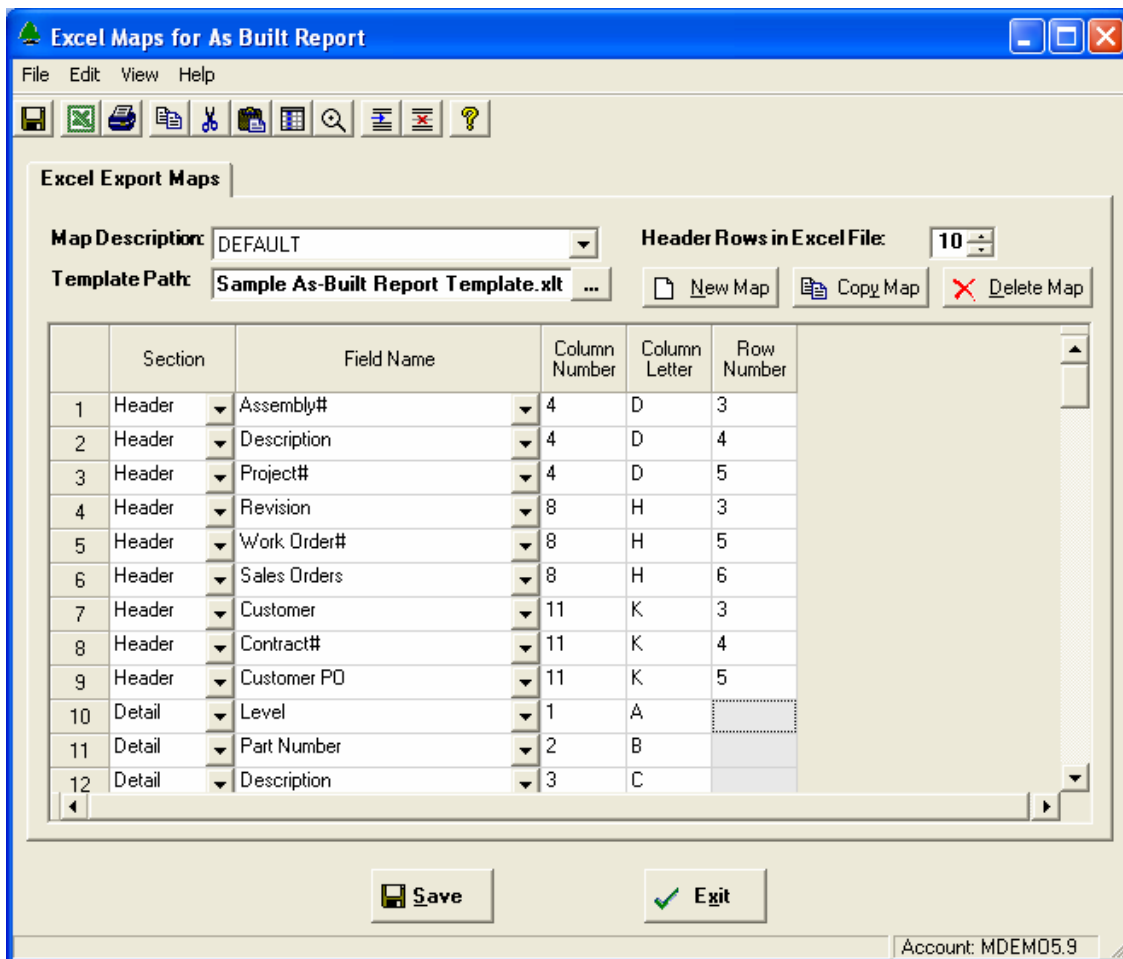 Excel Maps for As Built Report
File Edit View Help
Excel Export Maps
Map Description: DEFAULT Header Rows in Excel File: 10
Template Path: Sample As-Built Report Template.xlt ... New Map Copy Map Delete Map
Section Field Name Column Number Column Letter Row Number
1 Header Assembly# 4 D 3
2 Header Description 4 D 4
3 Header Project# 4 D 5
4 Header Revision 8 H 3
5 Header Work Order# 8 H 5
6 Header Sales Orders 8 H 6
7 Header Customer 11 K 3
8 Header Contract# 11 K 4
9 Header Customer PO 11 K 5
10 Detail Level 1 A
11 Detail Part Number 2 B
12 Detail Description 3 C
Save Exit
Account: MDEMO5.9